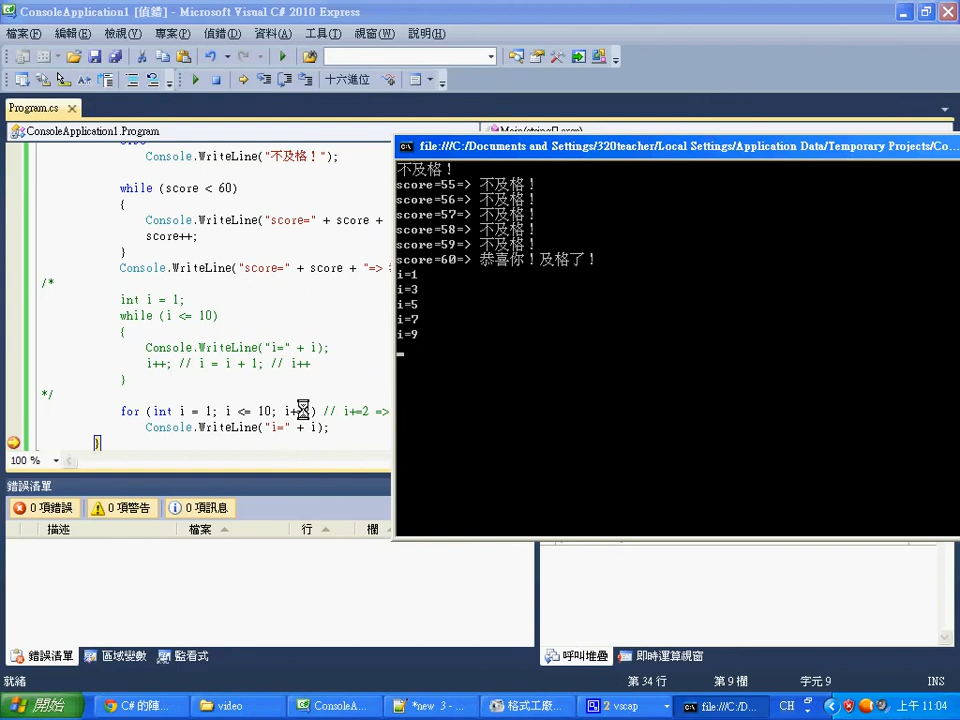 ConsoleApplication1 [偵錯] - Microsoft Visual C# 2010 Express
檔案(F) 編輯(E) 檢視(V) 專案(P) 偵錯(D) 資料(A) 工具(T) 視窗(W) 說明(H)
十六進位
Program.cs
ConsoleApplication1.Program
Console.WriteLine("不及格！");
while (score < 60)
{
Console.WriteLine("score=" + score +
score++;
}
Console.WriteLine("score=" + score + "=>
/*
int i = 1;
while (i <= 10)
{
Console.WriteLine("i=" + i);
i++; // i = i + 1; // i++
}
*/
for (int i = 1; i <= 10; i+ ) // i+=2 =>
Console.WriteLine("i=" + i);
}
100 %
file:///C:/Documents and Settings/320teacher/Local Settings/Application Data/Temporary Projects/Co...
不及格！
score=55=> 不及格！
score=56=> 不及格！
score=57=> 不及格！
score=58=> 不及格！
score=59=> 不及格！
score=60=> 恭喜你！及格了！
i=1
i=3
i=5
i=7
i=9
錯誤清單
0 項錯誤 0 項警告 0 項訊息
描述 檔案 行 欄
錯誤清單 區域變數 監看式
呼叫堆疊 即時運算視窗
就緒 第 34 行 第 9 欄 字元 9 INS
開始 C# 的陣... video ConsoleA... *new 3 - ... 格式工廠... 2 vscap file:///C:/D... CH 上午 11:04